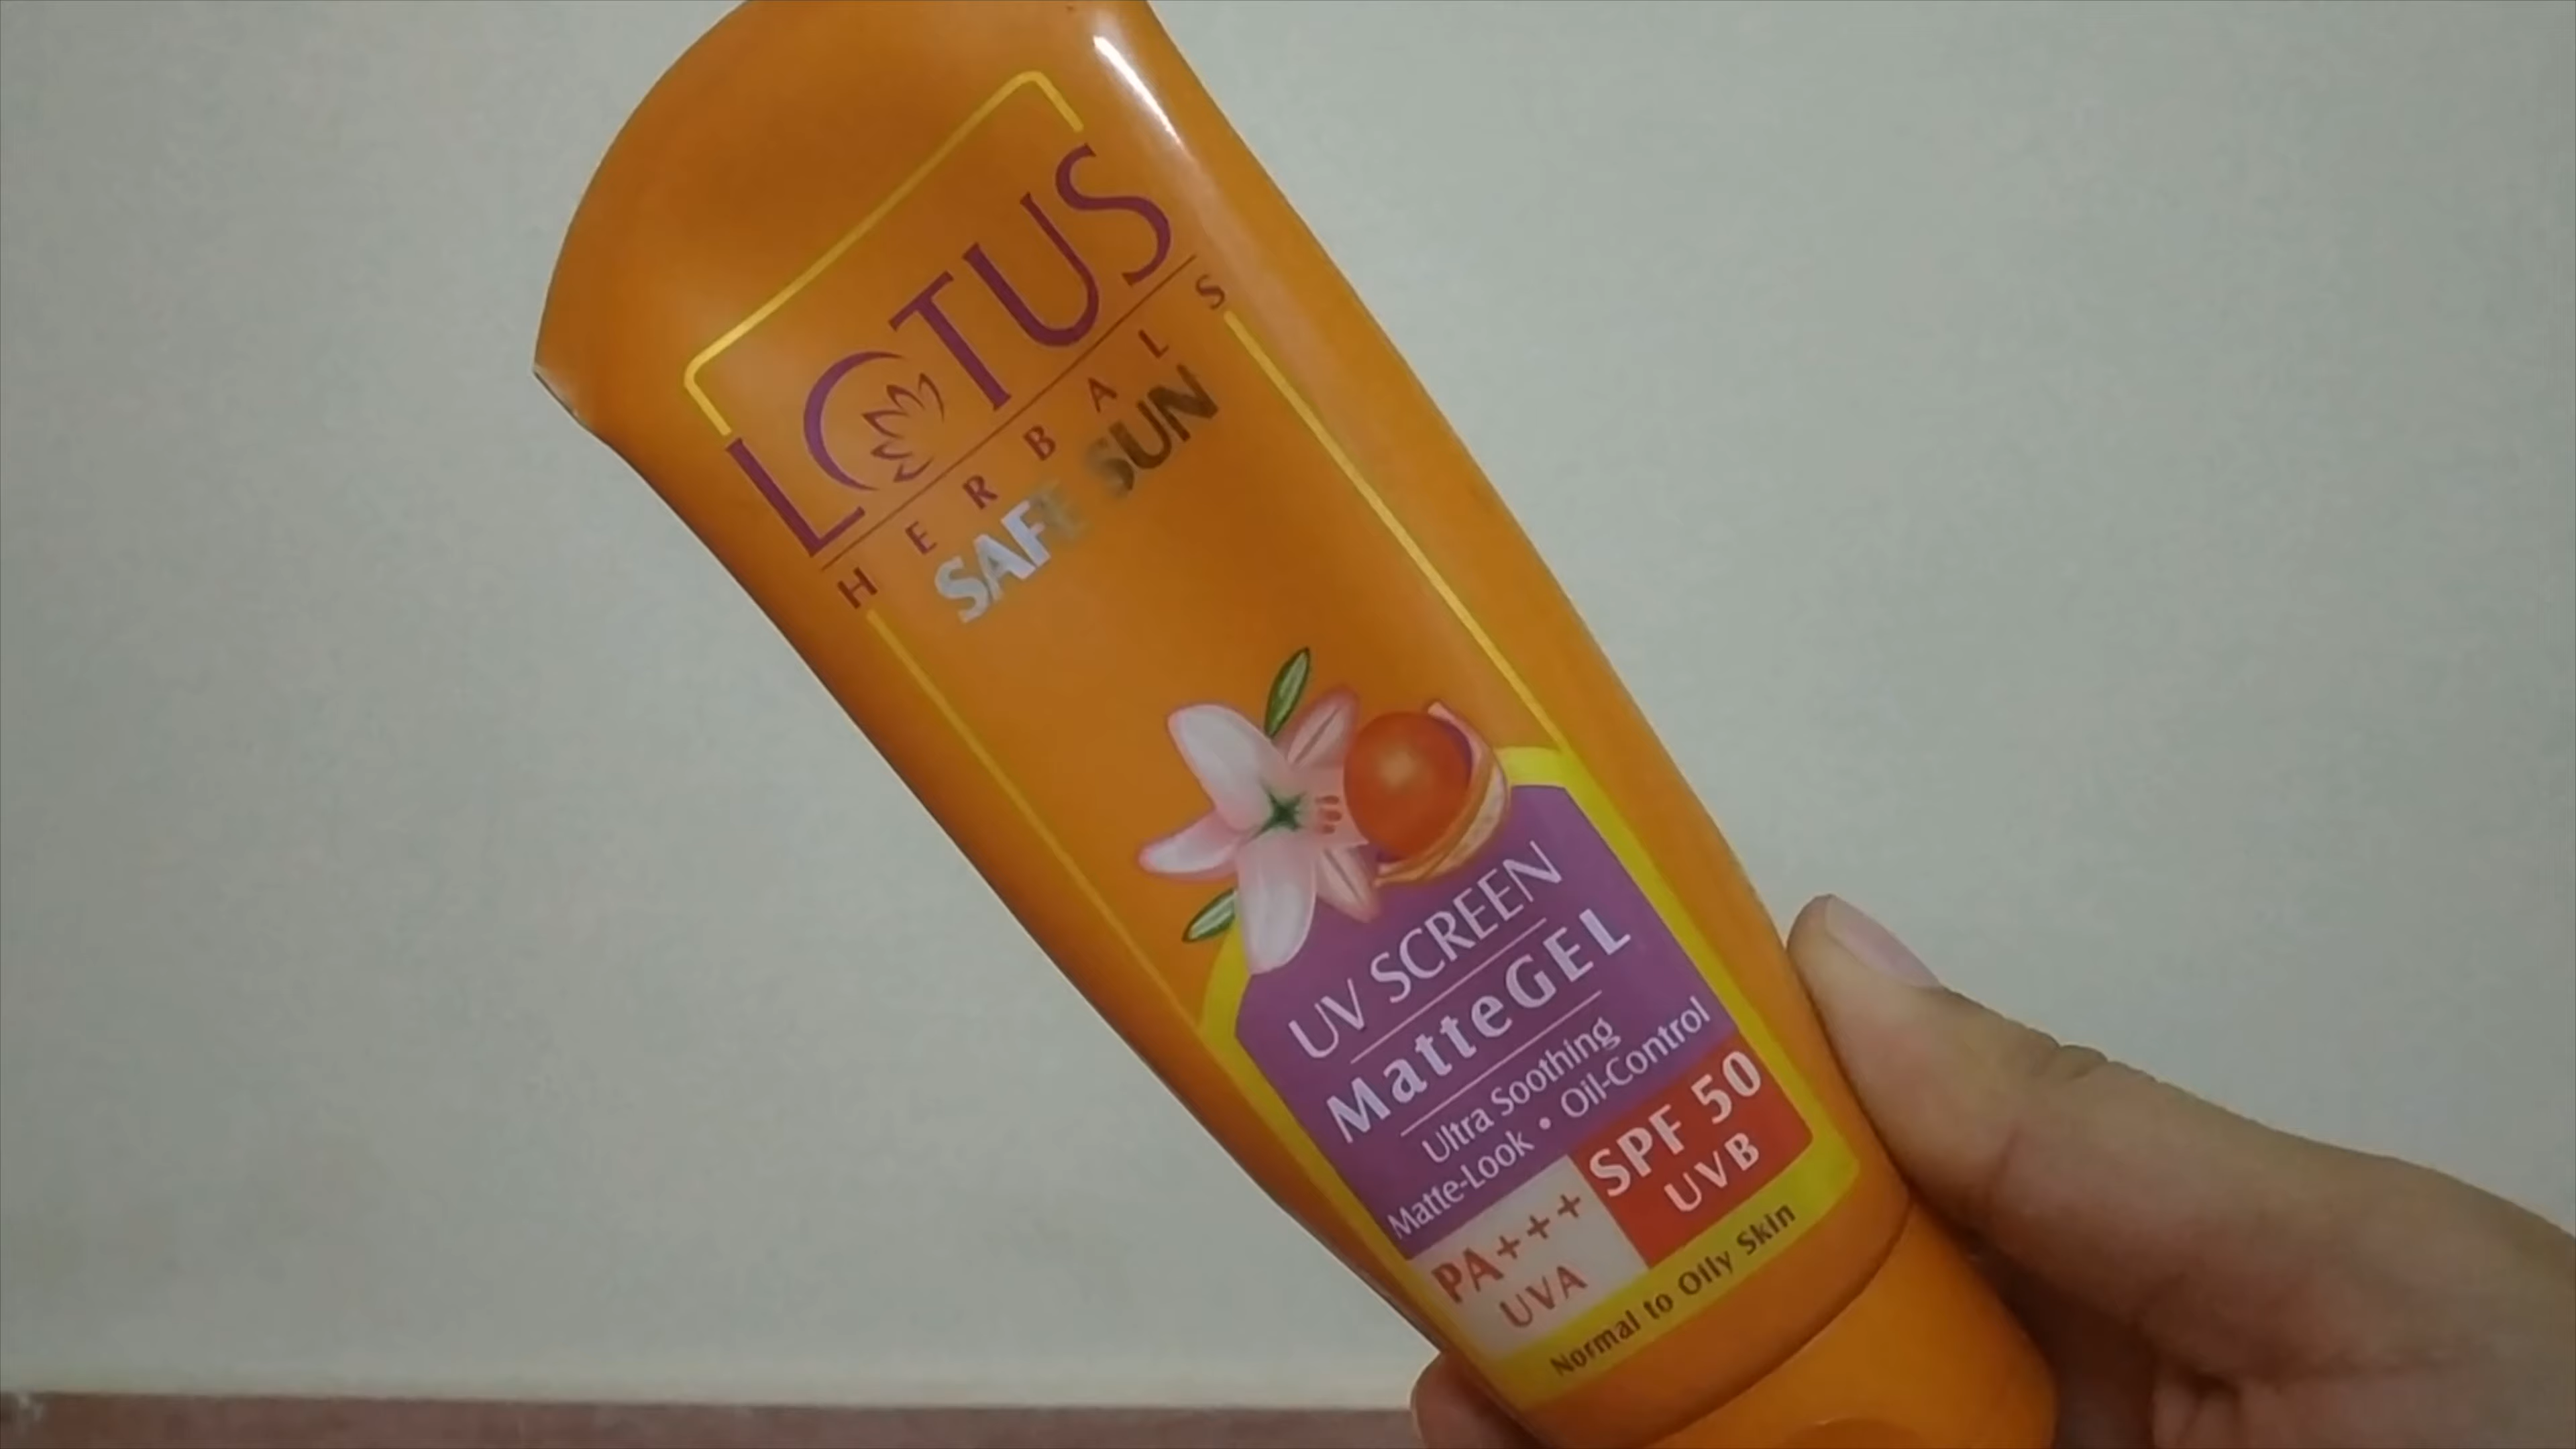 LOTUS
HERBALS
SAFE SUN
UV SCREEN
MatteGEL
Ultra Soothing
Matte-Look • Oil-Control
PA+++ SPF 50
UVA UVB
Normal to Oily Skin